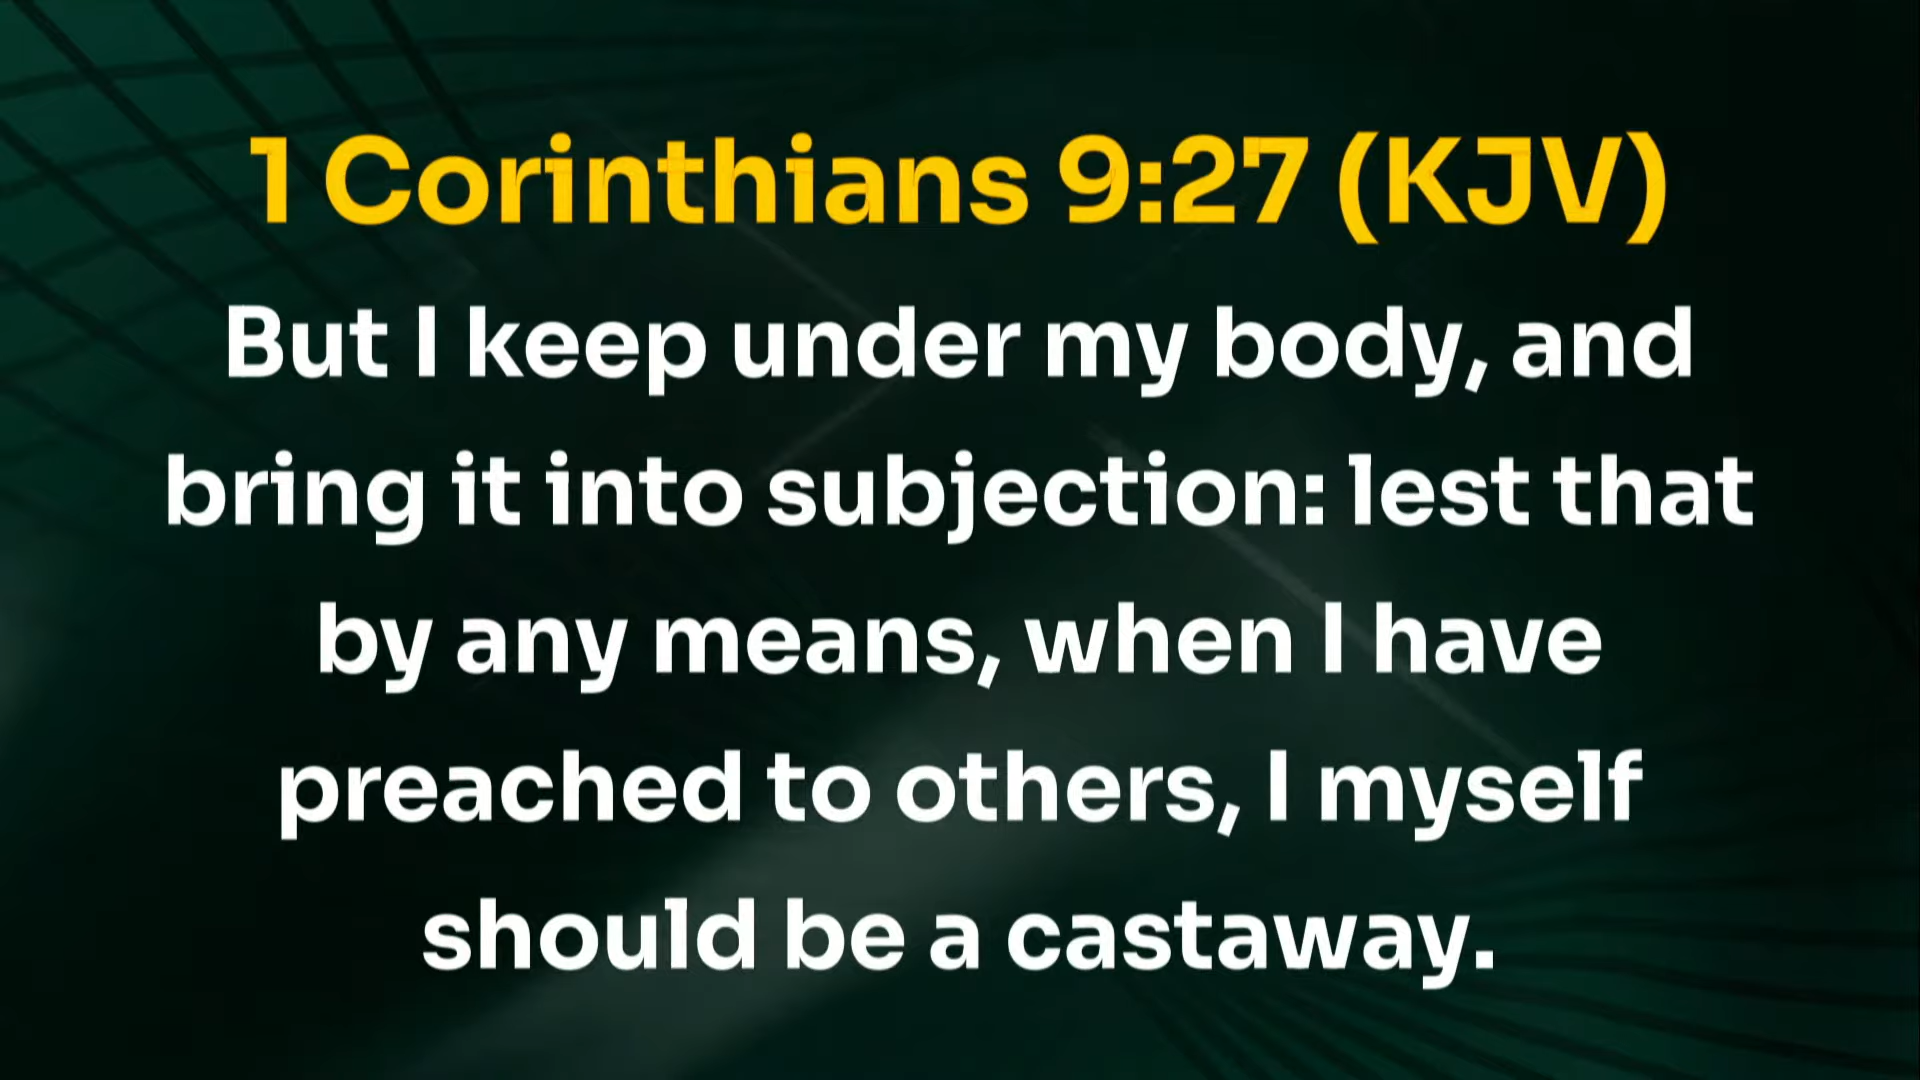 1 Corinthians 9:27 (KJV)
But I keep under my body, and
bring it into subjection: lest that
by any means, when I have
preached to others, I myself
should be a castaway.